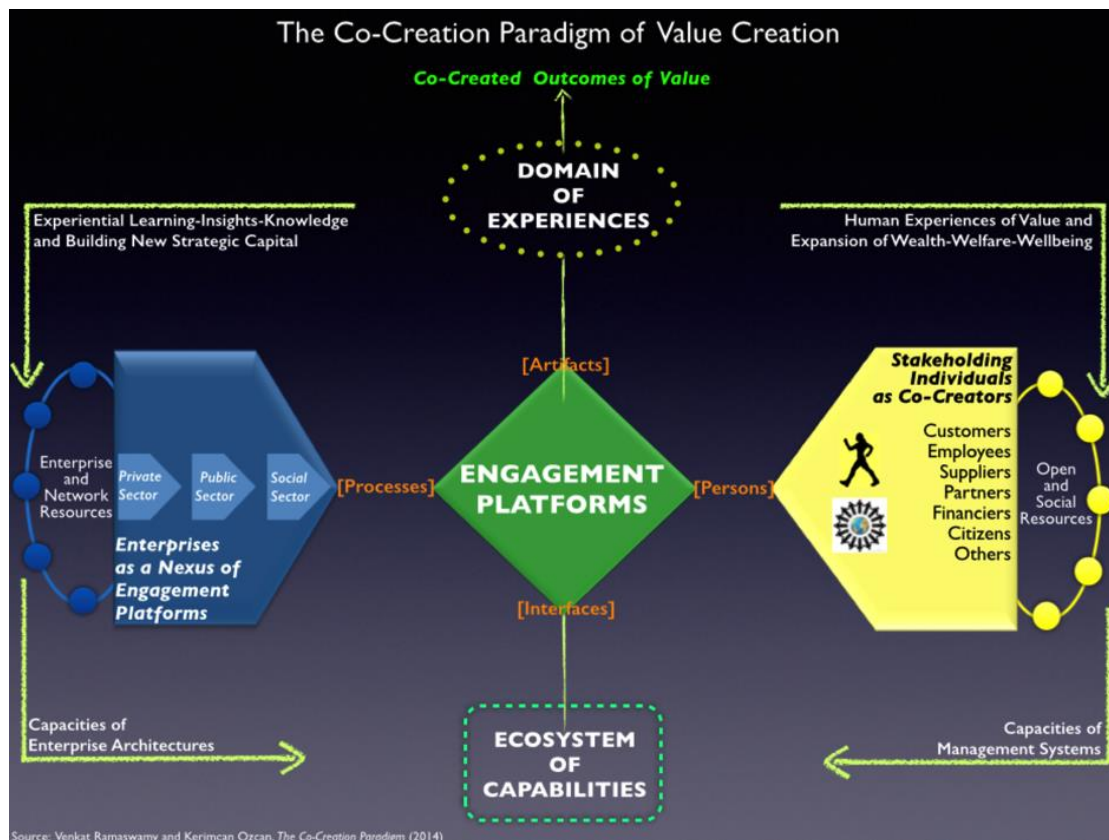 The Co-Creation Paradigm of Value Creation
Co-Created Outcomes of Value
DOMAIN
OF
EXPERIENCES
Experiential Learning-Insights-Knowledge
and Building New Strategic Capital
Human Experiences of Value and
Expansion of Wealth-Welfare-Wellbeing
[Artifacts]
Enterprise
and
Network
Resources
Private
Sector
Public
Sector
Social
Sector
Enterprises
as a Nexus of
Engagement
Platforms
[Processes]
ENGAGEMENT
PLATFORMS
[Persons]
Stakeholding
Individuals
as Co-Creators
Customers
Employees
Suppliers
Partners
Financiers
Citizens
Others
Open
and
Social
Resources
[Interfaces]
Capacities of
Enterprise Architectures
ECOSYSTEM
OF
CAPABILITIES
Capacities of
Management Systems
Source: Venkat Ramaswamy and Kerimcan Ozcan, The Co-Creation Paradigm (2014)